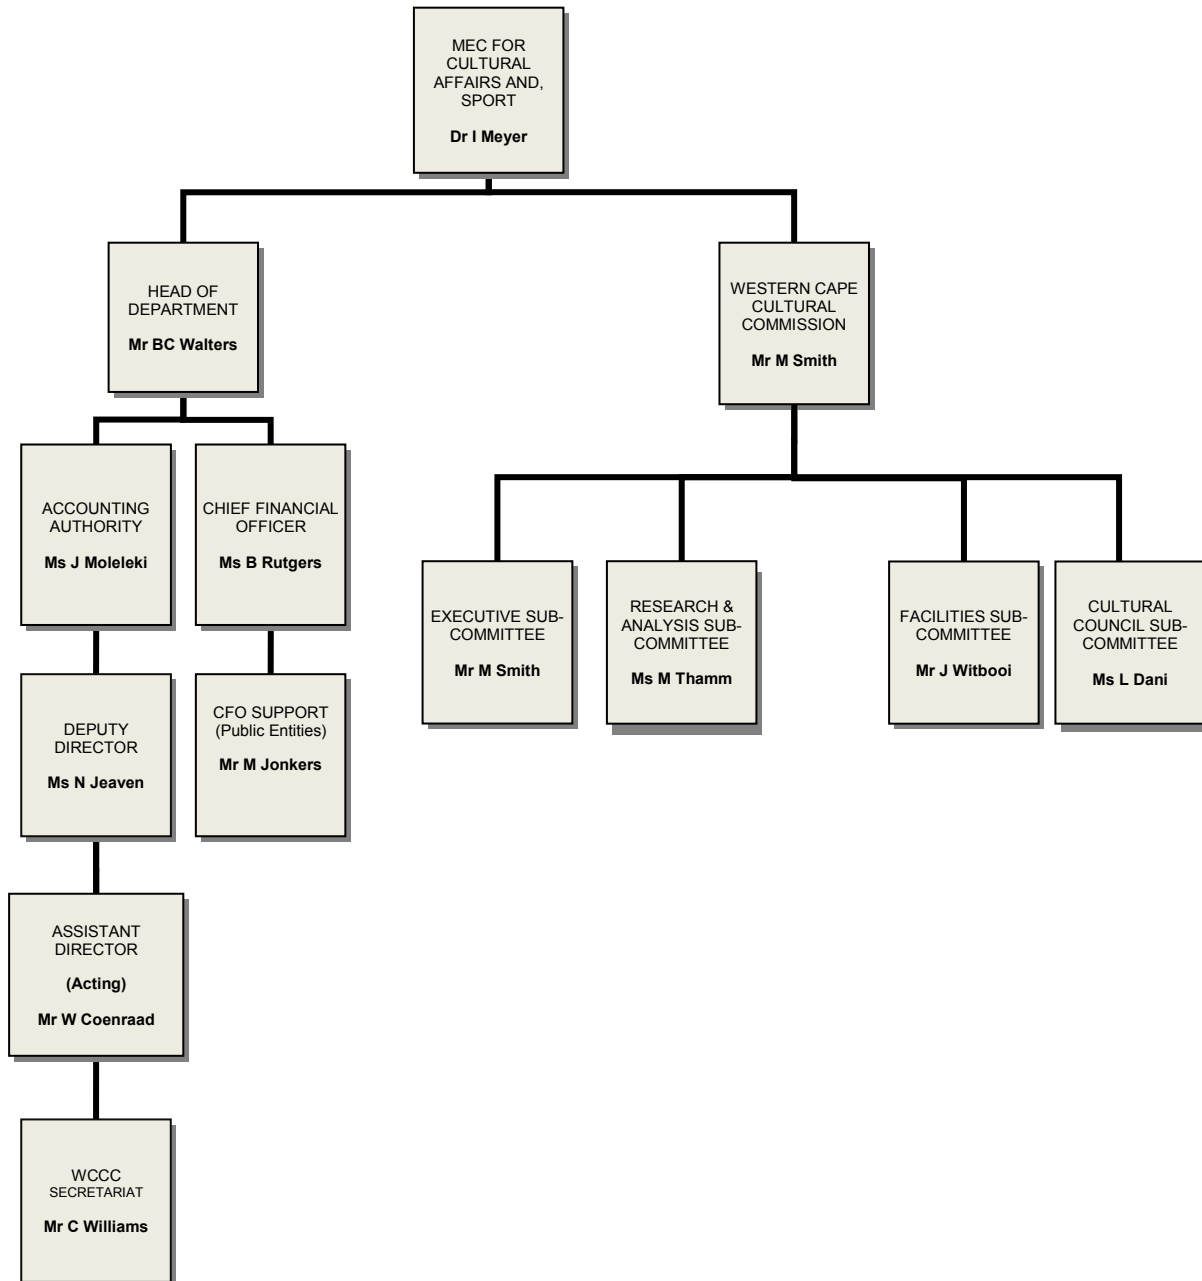 MEC FOR
CULTURAL
AFFAIRS AND,
SPORT
Dr I Meyer
HEAD OF
DEPARTMENT
Mr BC Walters
WESTERN CAPE
CULTURAL
COMMISSION
Mr M Smith
ACCOUNTING
AUTHORITY
Ms J Moleleki
CHIEF FINANCIAL
OFFICER
Ms B Rutgers
EXECUTIVE SUB-
COMMITTEE
Mr M Smith
RESEARCH &
ANALYSIS SUB-
COMMITTEE
Ms M Thamm
FACILITIES SUB-
COMMITTEE
Mr J Witbooi
CULTURAL
COUNCIL SUB-
COMMITTEE
Ms L Dani
DEPUTY
DIRECTOR
Ms N Jeaven
CFO SUPPORT
(Public Entities)
Mr M Jonkers
ASSISTANT
DIRECTOR
(Acting)
Mr W Coenraad
WCCC
SECRETARIAT
Mr C Williams